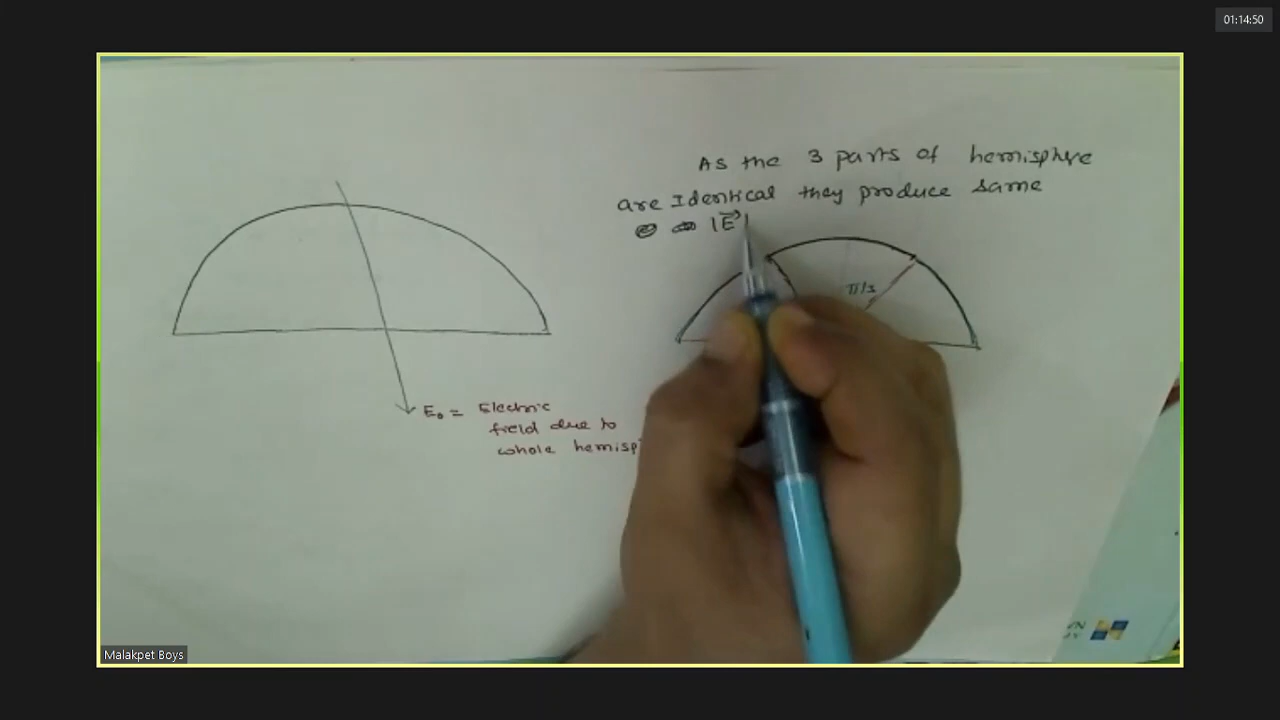 01:14:50
As the 3 parts of hemisphere
are Identical they produce same
|E|
π/3
E₀ = Electric
field due to
whole hemisp
Malakpet Boys